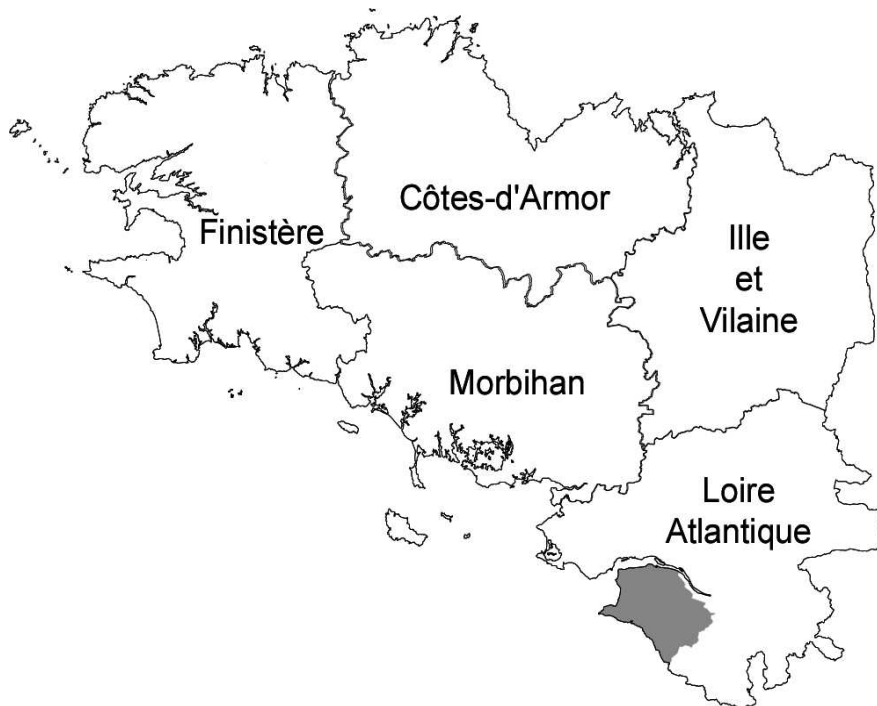 Côtes-d'Armor
Finistère
Ille
et
Vilaine
Morbihan
Loire
Atlantique